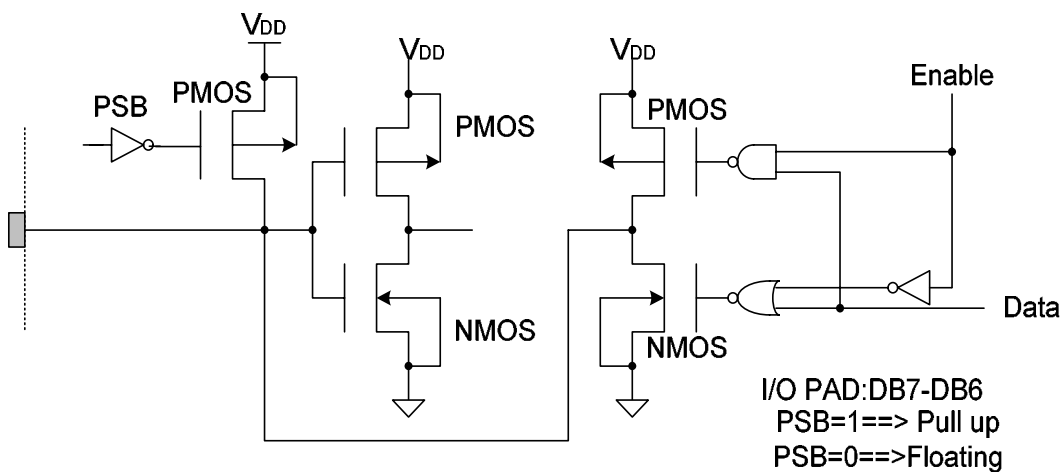 VDD
VDD
VDD
Enable
PSB
PMOS
PMOS
PMOS
NMOS
NMOS
Data
I/O PAD:DB7-DB6
PSB=1==> Pull up
PSB=0==>Floating